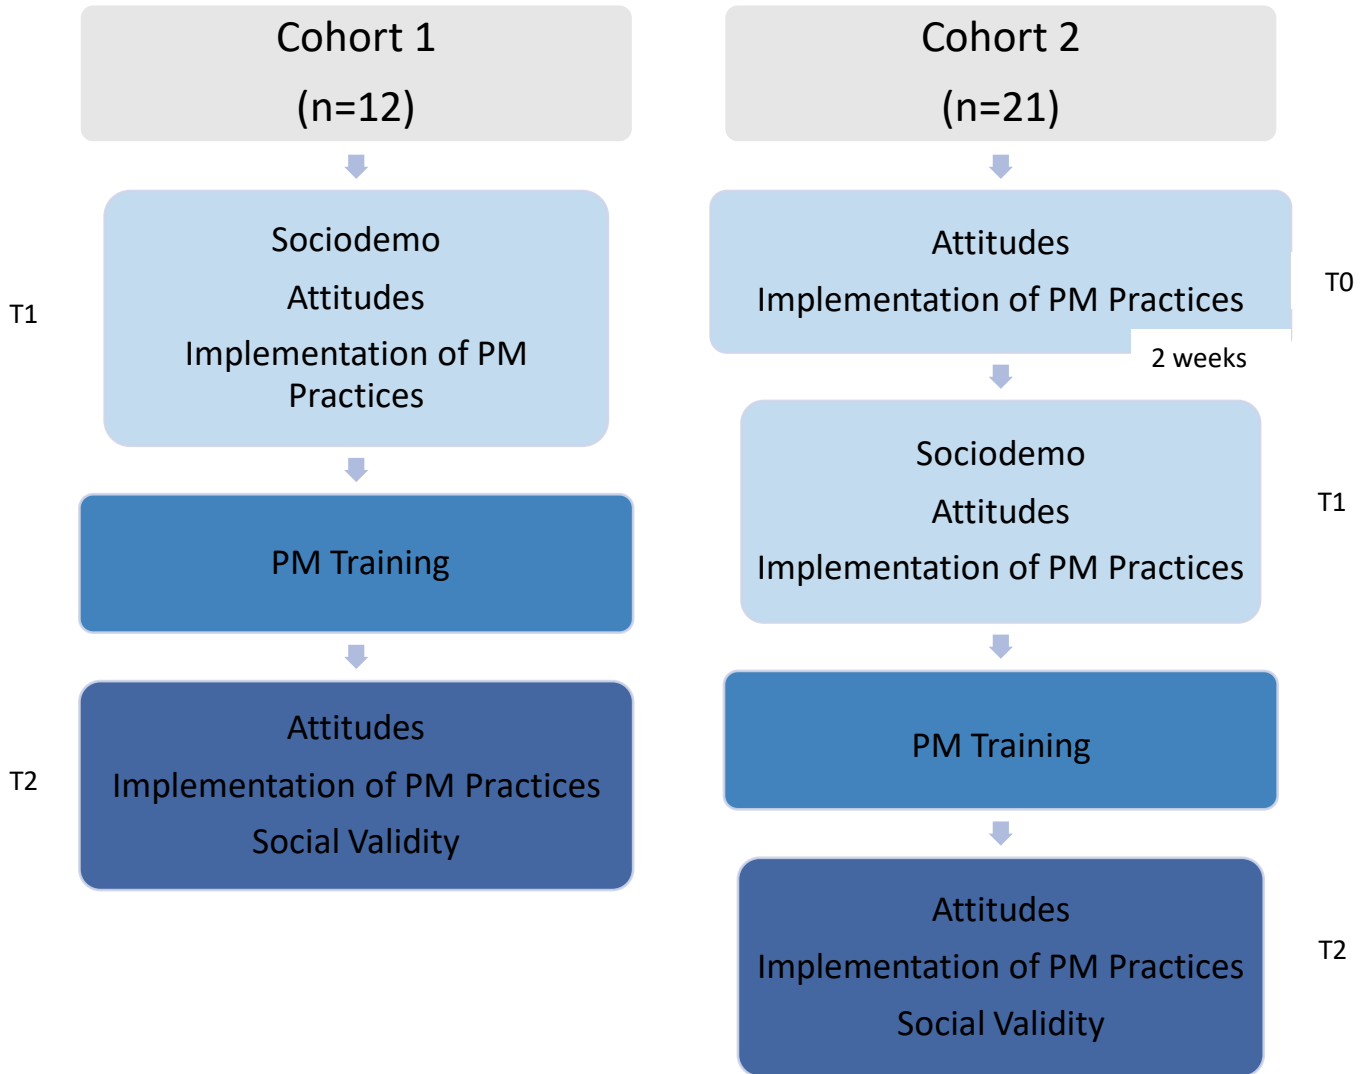 Cohort 1
(n=12)
T1
Sociodemo
Attitudes
Implementation of PM
Practices
PM Training
T2
Attitudes
Implementation of PM Practices
Social Validity
Cohort 2
(n=21)
Attitudes
Implementation of PM Practices
T0
2 weeks
Sociodemo
Attitudes
Implementation of PM Practices
T1
PM Training
Attitudes
Implementation of PM Practices
Social Validity
T2